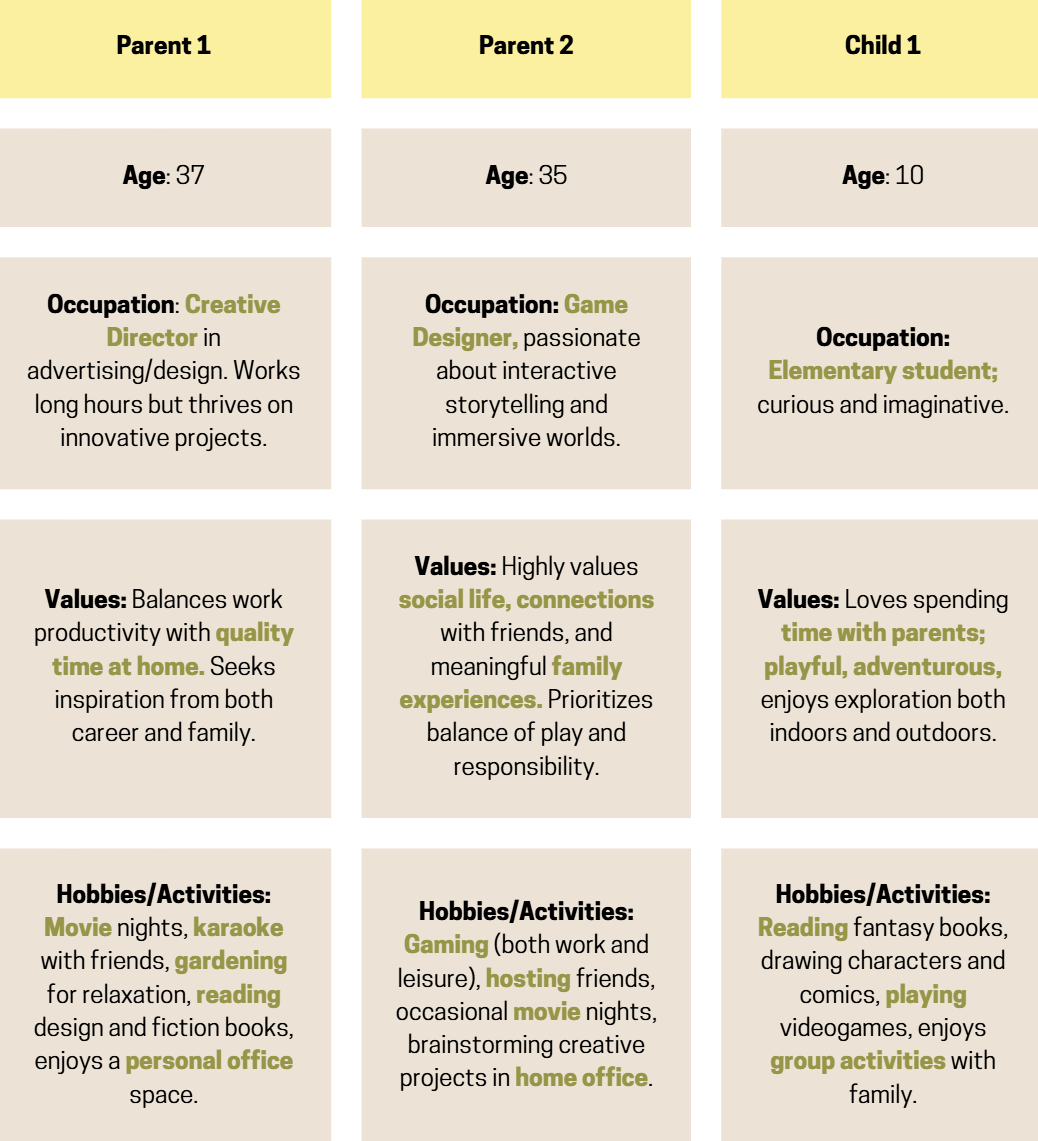 Parent 1
Parent 2
Child 1
Age: 37
Age: 35
Age: 10
Occupation: Creative
Director in
advertising/design. Works
long hours but thrives on
innovative projects.
Occupation: Game
Designer, passionate
about interactive
storytelling and
immersive worlds.
Occupation:
Elementary student;
curious and imaginative.
Values: Balances work
productivity with quality
time at home. Seeks
inspiration from both
career and family.
Values: Highly values
social life, connections
with friends, and
meaningful family
experiences. Prioritizes
balance of play and
responsibility.
Values: Loves spending
time with parents;
playful, adventurous,
enjoys exploration both
indoors and outdoors.
Hobbies/Activities:
Movie nights, karaoke
with friends, gardening
for relaxation, reading
design and fiction books,
enjoys a personal office
space.
Hobbies/Activities:
Gaming (both work and
leisure), hosting friends,
occasional movie nights,
brainstorming creative
projects in home office.
Hobbies/Activities:
Reading fantasy books,
drawing characters and
comics, playing
videogames, enjoys
group activities with
family.